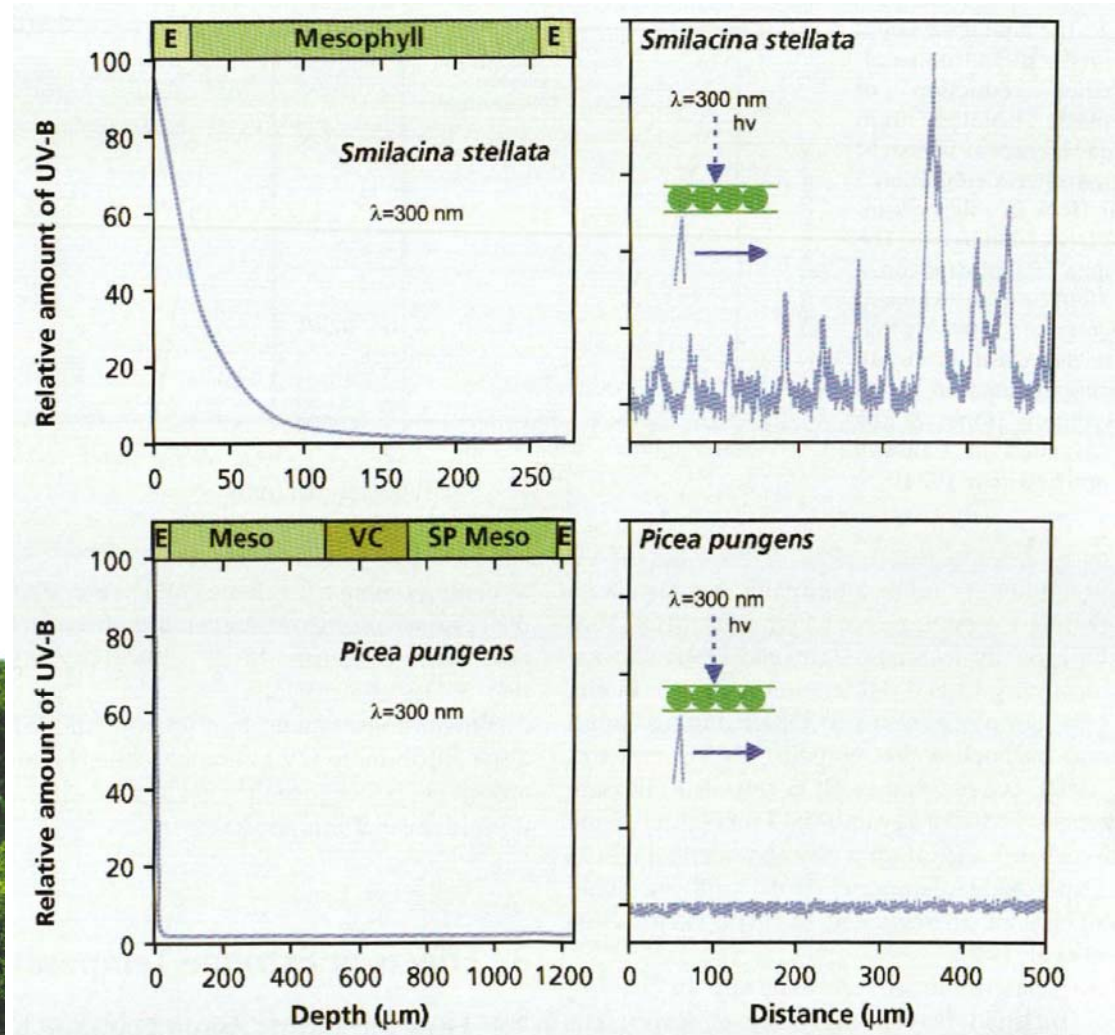 E Mesophyll E
Relative amount of UV-B
100
80
60
40
20
0
Smilacina stellata
λ=300 nm
0 50 100 150 200 250
Smilacina stellata
λ=300 nm
hν
E Meso VC SP Meso E
Relative amount of UV-B
100
80
60
40
20
0
Picea pungens
λ=300 nm
0 200 400 600 800 1000 1200
Depth (µm)
Picea pungens
λ=300 nm
hν
0 100 200 300 400 500
Distance (µm)